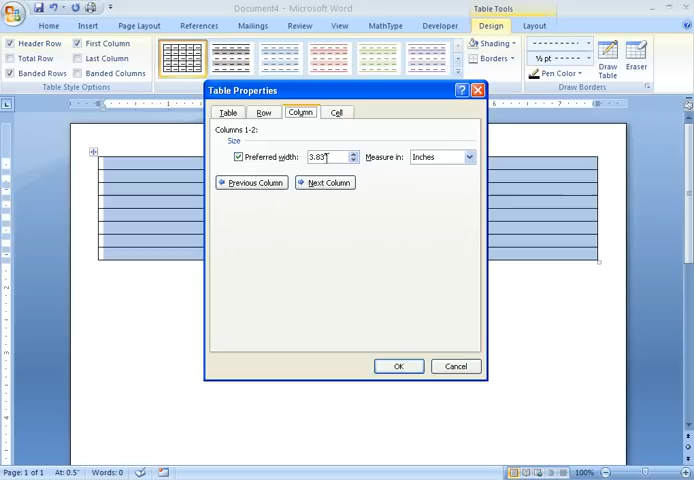 Document4 - Microsoft Word
Table Tools
Home Insert Page Layout References Mailings Review View MathType Developer Design Layout
Header Row First Column
Total Row Last Column
Banded Rows Banded Columns
Table Style Options
Shading
Borders
½ pt
Pen Color
Draw Table
Eraser
Draw Borders
Table Properties
Table Row Column Cell
Columns 1-2:
Size
Preferred width: 3.83" Measure in: Inches
Previous Column Next Column
OK Cancel
Page: 1 of 1 At: 0.5" Words: 0 100%